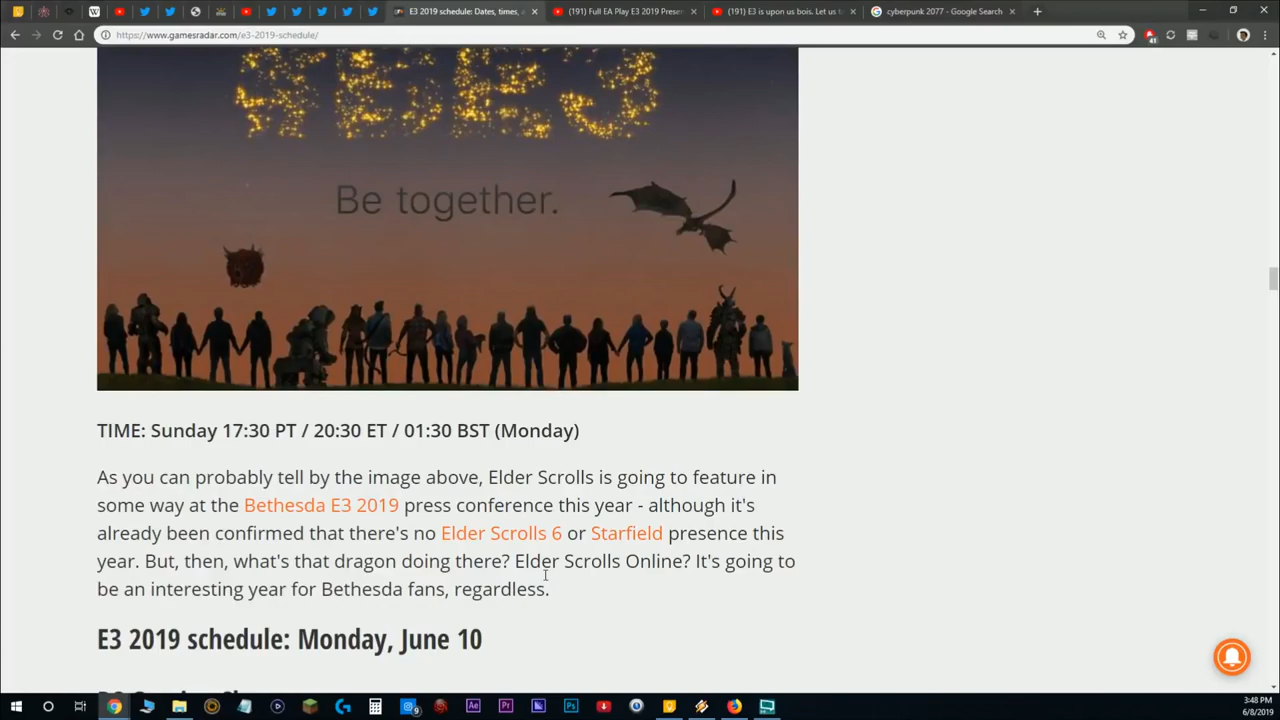 E3 2019 schedule: Dates, times, a
(191) Full EA Play E3 2019 Presen
(191) E3 is upon us bois. Let us t
cyberpunk 2077 - Google Search
https://www.gamesradar.com/e3-2019-schedule/
#BE3
Be together.
TIME: Sunday 17:30 PT / 20:30 ET / 01:30 BST (Monday)
As you can probably tell by the image above, Elder Scrolls is going to feature in
some way at the Bethesda E3 2019 press conference this year - although it's
already been confirmed that there's no Elder Scrolls 6 or Starfield presence this
year. But, then, what's that dragon doing there? Elder Scrolls Online? It's going to
be an interesting year for Bethesda fans, regardless.
E3 2019 schedule: Monday, June 10
3:48 PM
6/8/2019